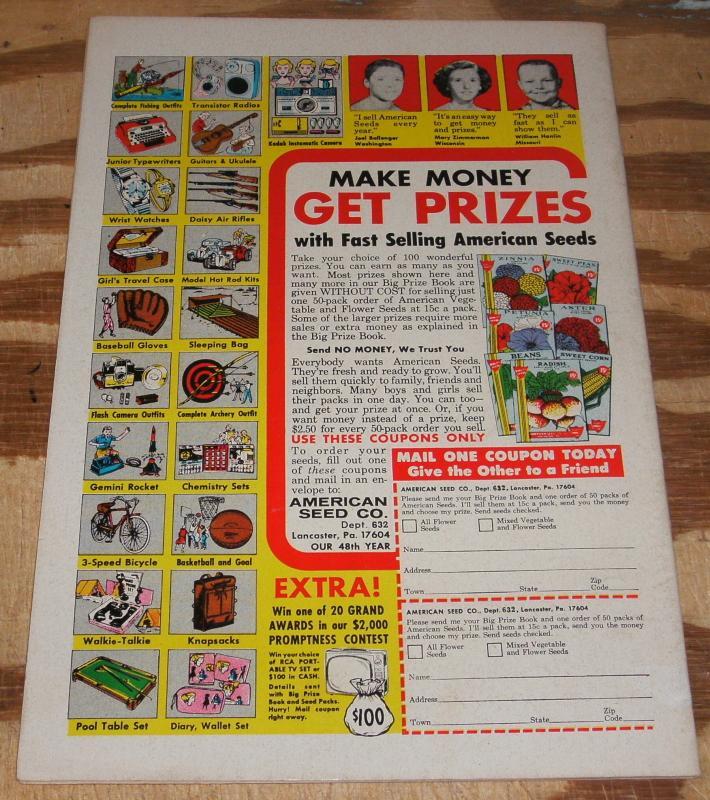 Complete Fishing Outfits
Transistor Radios
Kodak Instamatic Camera
Junior Typewriters
Guitars & Ukulele
Wrist Watches
Daisy Air Rifles
Girl's Travel Case
Model Hot Rod Kits
Baseball Gloves
Sleeping Bag
Flash Camera Outfits
Complete Archery Outfit
Gemini Rocket
Chemistry Sets
3-Speed Bicycle
Basketball and Goal
Walkie-Talkie
Knapsacks
Pool Table Set
Diary, Wallet Set
"I sell American
Seeds every
year."
Joel Ballenger
Washington
"It's an easy way
to get money
and prizes."
Mary Zimmerman
Wisconsin
"They sell as
fast as I can
show them."
William Hanlin
Missouri
MAKE MONEY
GET PRIZES
with Fast Selling American Seeds
Take your choice of 100 wonderful
prizes. You can earn as many as you
want. Most prizes shown here and
many more in our Big Prize Book are
given WITHOUT COST for selling just
one 50-pack order of American Vege-
table and Flower Seeds at 15c a pack.
Some of the larger prizes require more
sales or extra money as explained in
the Big Prize Book.
Send NO MONEY, We Trust You
Everybody wants American Seeds.
They're fresh and ready to grow. You'll
sell them quickly to family, friends and
neighbors. Many boys and girls sell
their packs in one day. You can too—
and get your prize at once. Or, if you
want money instead of a prize, keep
$2.50 for every 50-pack order you sell.
USE THESE COUPONS ONLY
To order your
seeds, fill out one
of these coupons
and mail in an en-
velope to:
AMERICAN
SEED CO.
Dept. 632
Lancaster, Pa. 17604
OUR 48th YEAR
ZINNIA
SWEET PEAS
PETUNIA
ASTER
BEANS
SWEET CORN
RADISH
MAIL ONE COUPON TODAY
Give the Other to a Friend
AMERICAN SEED CO., Dept. 632, Lancaster, Pa. 17604
Please send me your Big Prize Book and one order of 50 packs of
American Seeds. I'll sell them at 15c a pack, send you the money
and choose my prize. Send seeds checked.
All Flower Seeds
Mixed Vegetable and Flower Seeds
Name
Address
Town State Zip Code
AMERICAN SEED CO., Dept. 632, Lancaster, Pa. 17604
Please send me your Big Prize Book and one order of 50 packs of
American Seeds. I'll sell them at 15c a pack, send you the money
and choose my prize. Send seeds checked.
All Flower Seeds
Mixed Vegetable and Flower Seeds
Name
Address
Town State Zip Code
EXTRA!
Win one of 20 GRAND
AWARDS in our $2,000
PROMPTNESS CONTEST
Win your choice
of RCA PORT-
ABLE TV SET or
$100 in CASH.
Details sent
with Big Prize
Book and Seed Packs.
Hurry! Mail coupon
right away.
$100